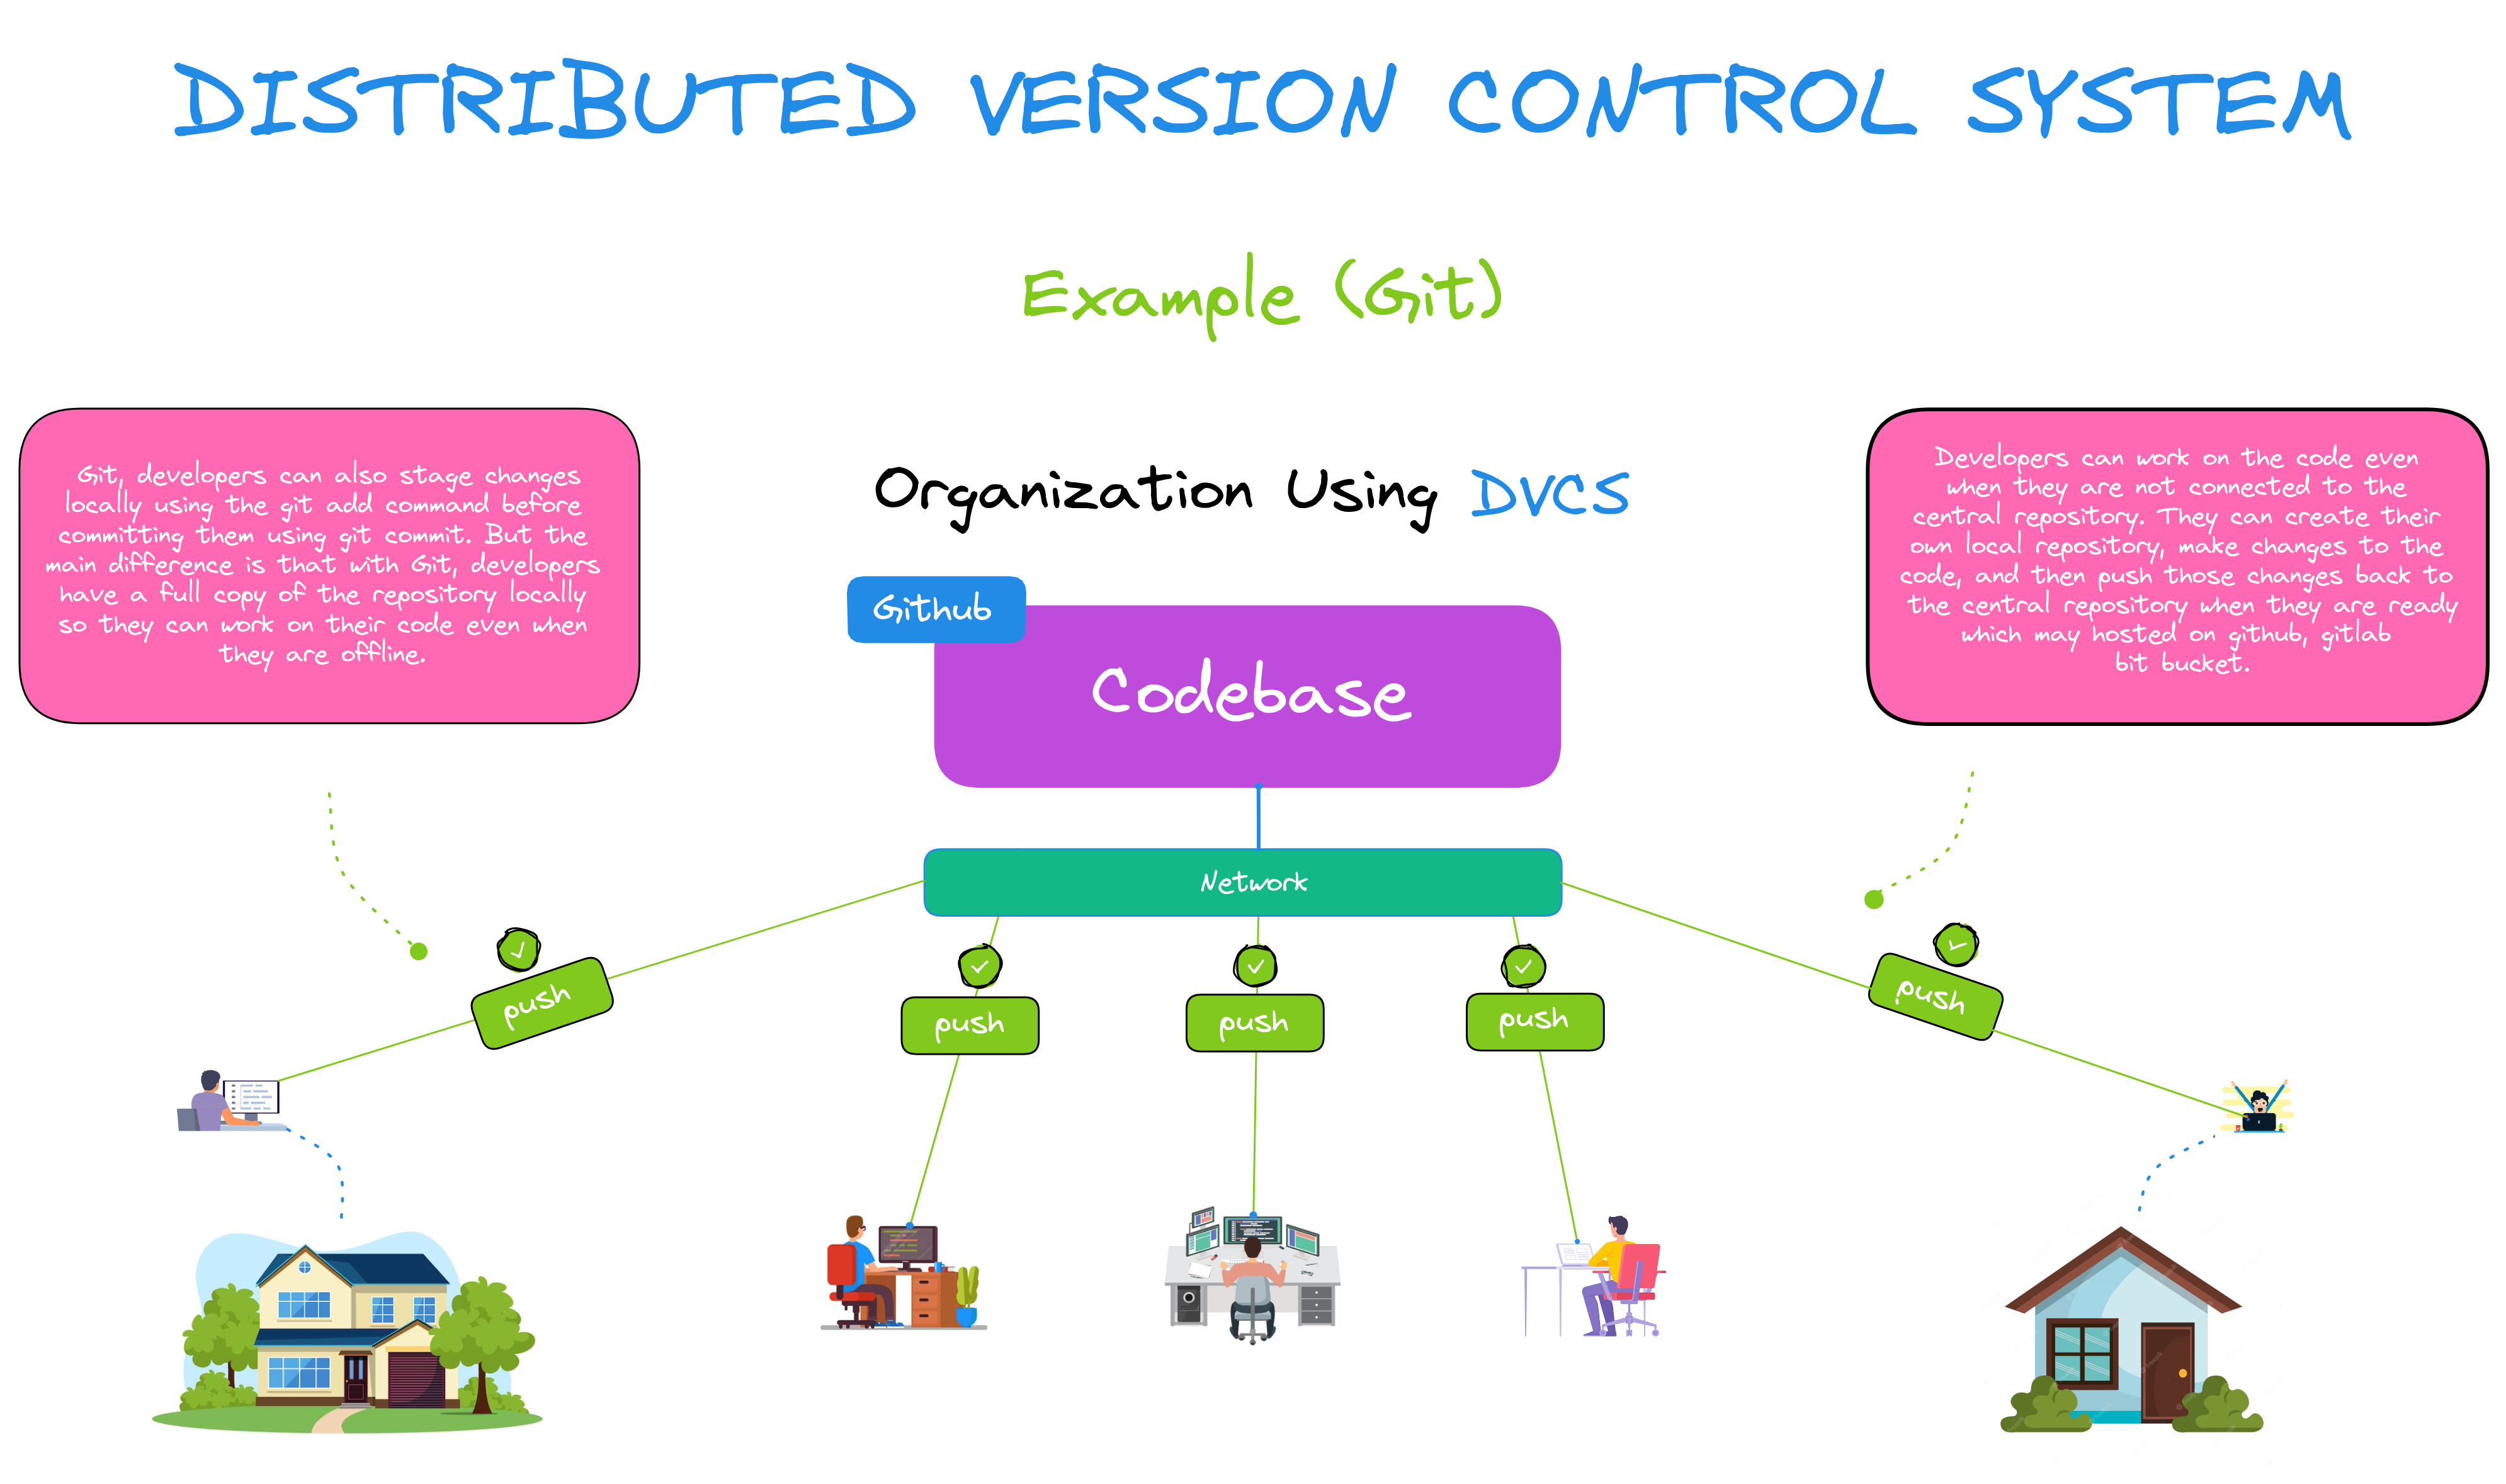 DISTRIBUTED VERSION CONTROL SYSTEM
Example (Git)
Git, developers can also stage changes
locally using the git add command before
committing them using git commit. But the
main difference is that with Git, developers
have a full copy of the repository locally
so they can work on their code even when
they are offline.
Organization Using DVCS
Developers can work on the code even
when they are not connected to the
central repository. They can create their
own local repository, make changes to the
code, and then push those changes back to
the central repository when they are ready
which may hosted on github, gitlab
bit bucket.
Github
Codebase
Network
push
push
push
push
push